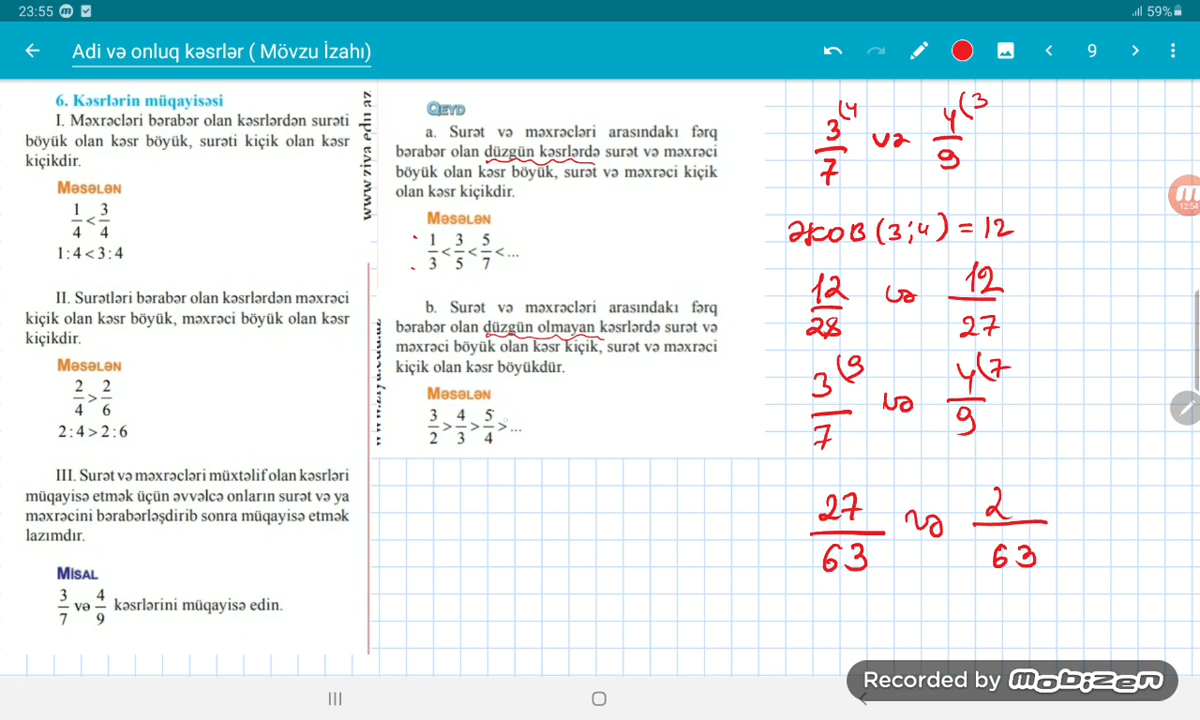 23:55 59%
Adi və onluq kəsrlər ( Mövzu İzahı) 9
6. Kəsrlərin müqayisəsi
I. Məxrəcləri bərabər olan kəsrlərdən surəti
böyük olan kəsr böyük, surəti kiçik olan kəsr
kiçikdir.
MƏSƏLƏN
1/4 < 3/4
1:4<3:4
II. Surətləri bərabər olan kəsrlərdən məxrəci
kiçik olan kəsr böyük, məxrəci böyük olan kəsr
kiçikdir.
MƏSƏLƏN
2/4 > 2/6
2:4>2:6
III. Surət və məxrəcləri müxtəlif olan kəsrləri
müqayisə etmək üçün əvvəlcə onların surət və ya
məxrəcini bərabərləşdirib sonra müqayisə etmək
lazımdır.
MİSAL
3/7 və 4/9 kəsrlərini müqayisə edin.
www.ziya.edu.az
QEYD
a. Surət və məxrəcləri arasındakı fərq
bərabər olan düzgün kəsrlərdə surət və məxrəci
böyük olan kəsr böyük, surət və məxrəci kiçik
olan kəsr kiçikdir.
MƏSƏLƏN
1/3 < 3/5 < 5/7 <...
b. Surət və məxrəcləri arasındakı fərq
bərabər olan düzgün olmayan kəsrlərdə surət və
məxrəci böyük olan kəsr kiçik, surət və məxrəci
kiçik olan kəsr böyükdür.
MƏSƏLƏN
3/2 > 4/3 > 5/4 >...
3(4/7 və 4(3/9
ƏKOB(3;4)=12
12/28 və 12/27
3(9/7 və 4(7/9
27/63 və 2/63
12:54
Recorded by mobizen